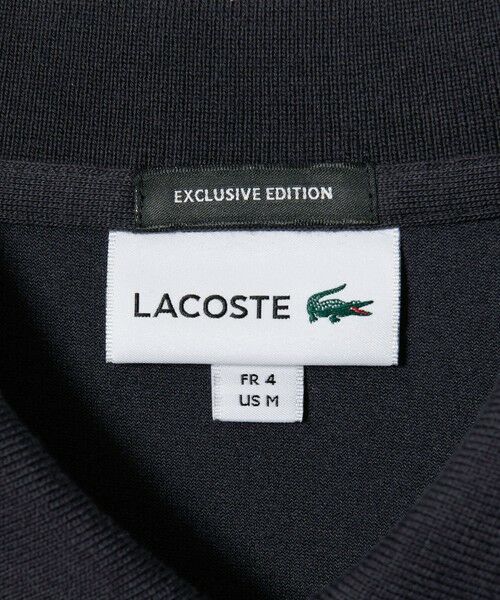 EXCLUSIVE EDITION
LACOSTE
FR 4
US M